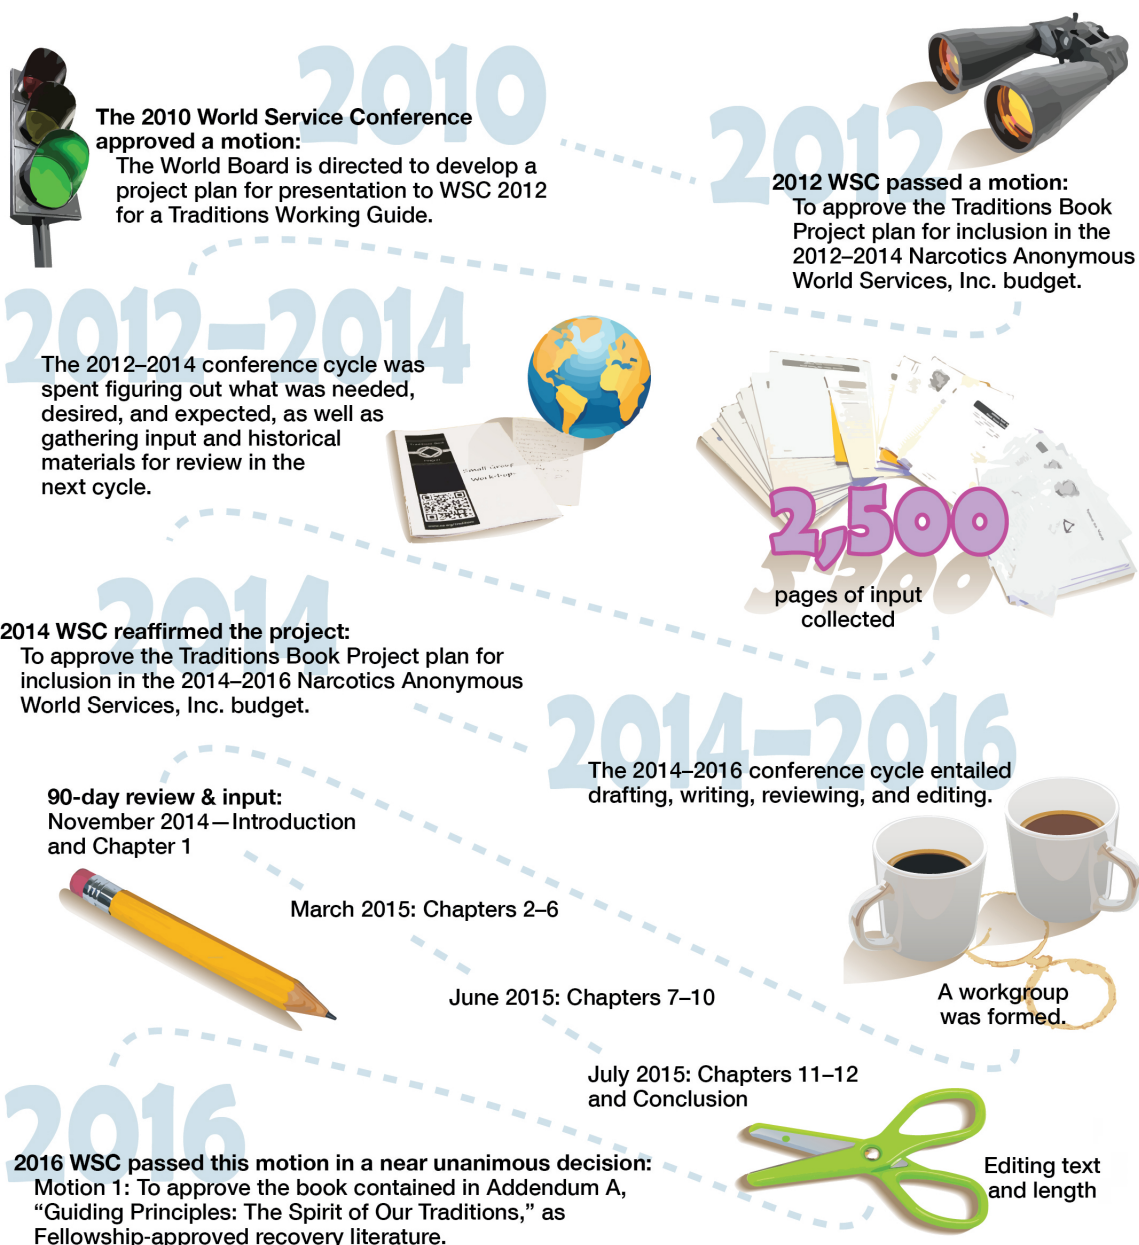 2010
The 2010 World Service Conference
approved a motion:
The World Board is directed to develop a
project plan for presentation to WSC 2012
for a Traditions Working Guide.
2012
2012 WSC passed a motion:
To approve the Traditions Book
Project plan for inclusion in the
2012–2014 Narcotics Anonymous
World Services, Inc. budget.
2012–2014
The 2012–2014 conference cycle was
spent figuring out what was needed,
desired, and expected, as well as
gathering input and historical
materials for review in the
next cycle.
Small Group
Workshops
2,500
pages of input
collected
2014
2014 WSC reaffirmed the project:
To approve the Traditions Book Project plan for
inclusion in the 2014–2016 Narcotics Anonymous
World Services, Inc. budget.
2014–2016
The 2014–2016 conference cycle entailed
drafting, writing, reviewing, and editing.
A workgroup
was formed.
90-day review & input:
November 2014—Introduction
and Chapter 1
March 2015: Chapters 2–6
June 2015: Chapters 7–10
July 2015: Chapters 11–12
and Conclusion
Editing text
and length
2016
2016 WSC passed this motion in a near unanimous decision:
Motion 1: To approve the book contained in Addendum A,
“Guiding Principles: The Spirit of Our Traditions,” as
Fellowship-approved recovery literature.